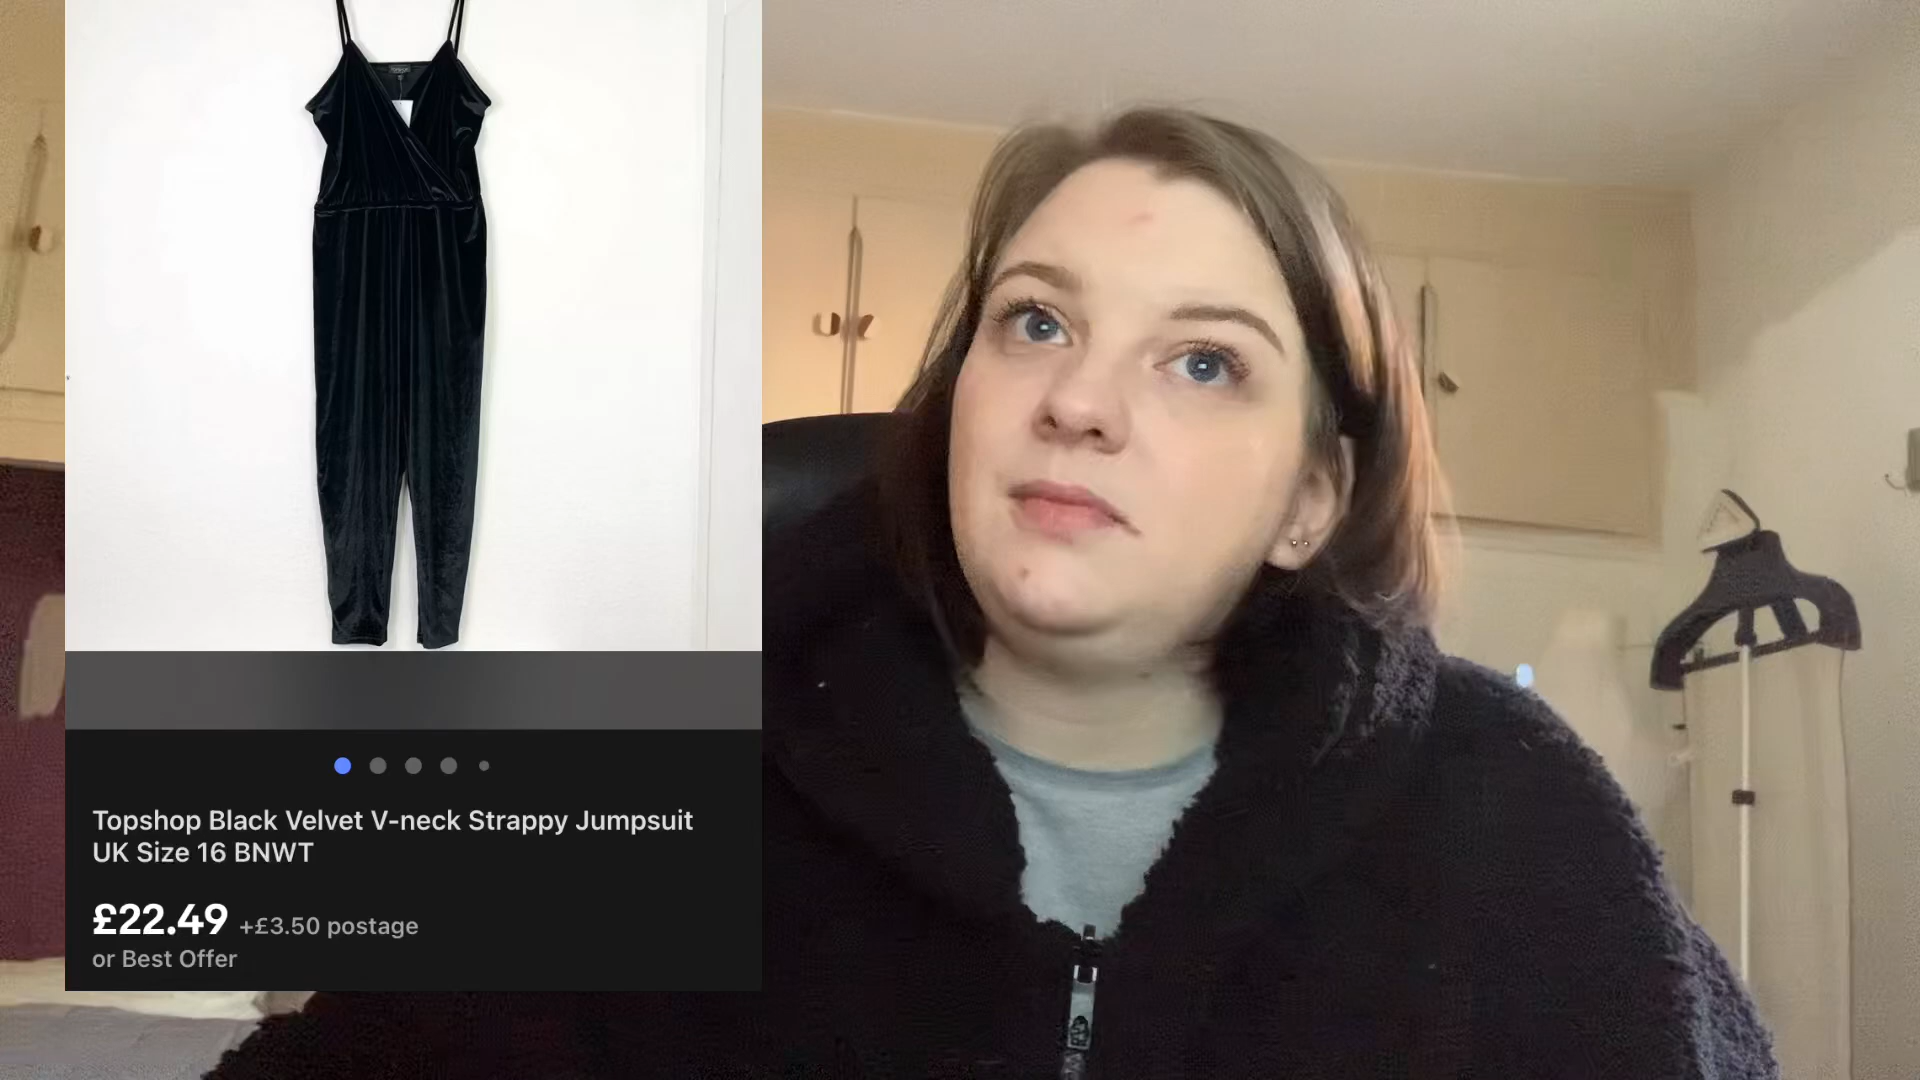 Topshop Black Velvet V-neck Strappy Jumpsuit
UK Size 16 BNWT
£22.49 +£3.50 postage
or Best Offer